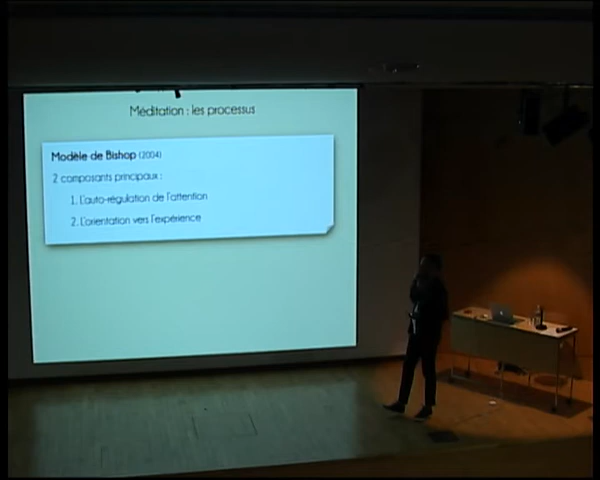 Méditation : les processus
Modèle de Bishop (2004)
2 composants principaux :
1. L'auto-régulation de l'attention
2. L'orientation vers l'expérience